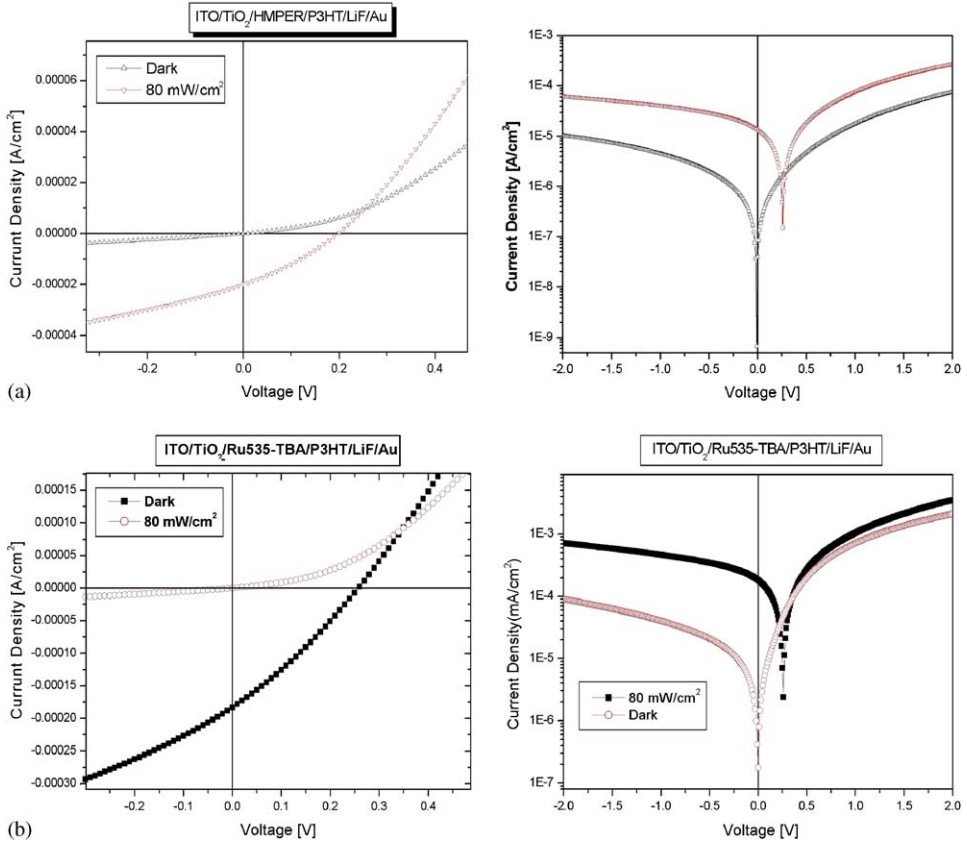 ITO/TiO2/HMPER/P3HT/LiF/Au
Dark
80 mW/cm2
Currunt Density [A/cm2]
0.00006
0.00004
0.00002
0.00000
-0.00002
-0.00004
-0.2 0.0 0.2 0.4
Voltage [V]
Current Density [A/cm2]
1E-3
1E-4
1E-5
1E-6
1E-7
1E-8
1E-9
-2.0 -1.5 -1.0 -0.5 0.0 0.5 1.0 1.5 2.0
Voltage [V]
(a)
ITO/TiO2/Ru535-TBA/P3HT/LiF/Au
Dark
80 mW/cm2
Currunt Density [A/cm2]
0.00015
0.00010
0.00005
0.00000
-0.00005
-0.00010
-0.00015
-0.00020
-0.00025
-0.00030
-0.3 -0.2 -0.1 0.0 0.1 0.2 0.3 0.4
Voltage [V]
ITO/TiO2/Ru535-TBA/P3HT/LiF/Au
80 mW/cm2
Dark
Current Density(mA/cm2)
1E-3
1E-4
1E-5
1E-6
1E-7
-2.0 -1.5 -1.0 -0.5 0.0 0.5 1.0 1.5 2.0
Voltage [V]
(b)